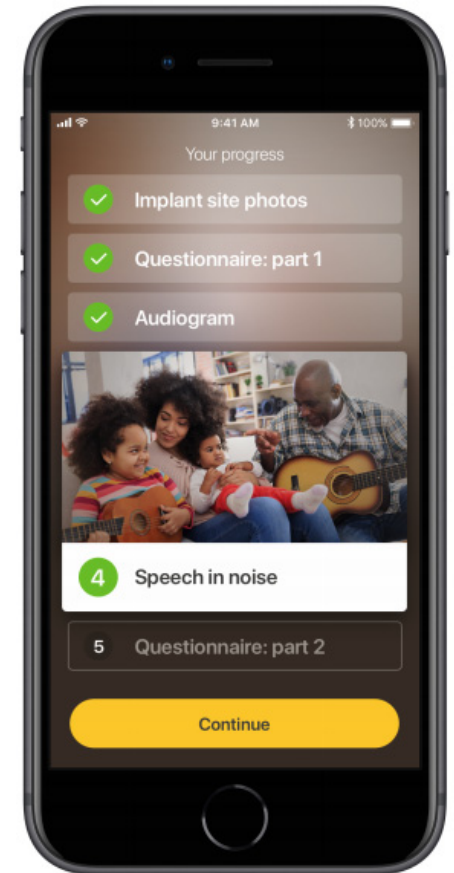 9:41 AM
100%
Your progress
Implant site photos
Questionnaire: part 1
Audiogram
4 Speech in noise
5 Questionnaire: part 2
Continue